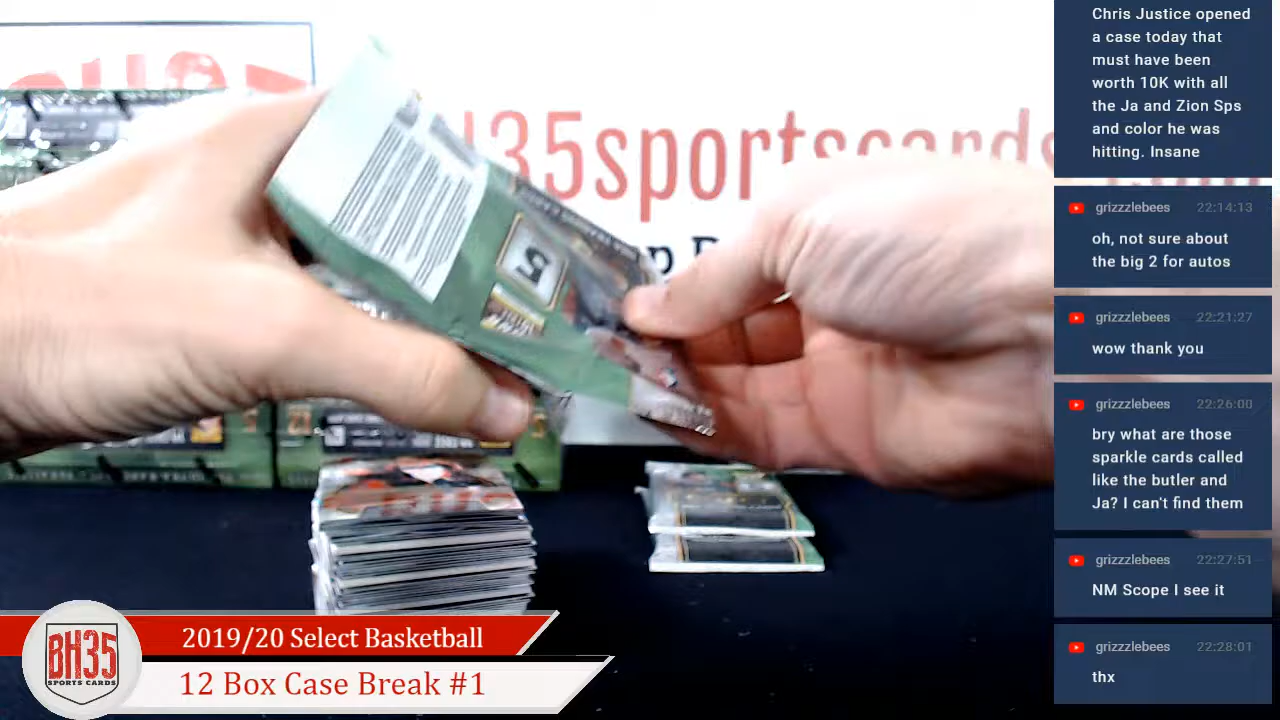 H35sportscards
p
5
2019/20 Select Basketball
12 Box Case Break #1
BH35
SPORTS CARDS
Chris Justice opened
a case today that
must have been
worth 10K with all
the Ja and Zion Sps
and color he was
hitting. Insane
grizzzlebees 22:14:13
oh, not sure about
the big 2 for autos
grizzzlebees 22:21:27
wow thank you
grizzzlebees 22:26:00
bry what are those
sparkle cards called
like the butler and
Ja? I can't find them
grizzzlebees 22:27:51
NM Scope I see it
grizzzlebees 22:28:01
thx